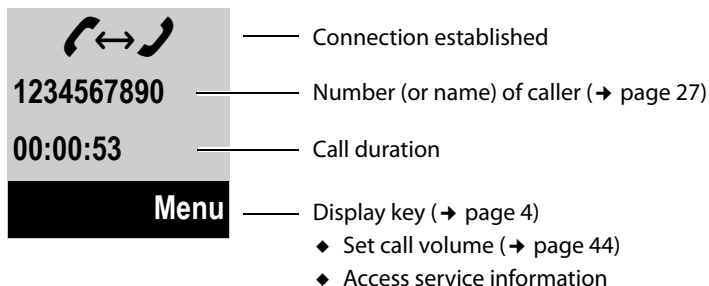 Connection established
1234567890 Number (or name) of caller (➔ page 27)
00:00:53 Call duration
Menu Display key (➔ page 4)
◆ Set call volume (➔ page 44)
◆ Access service information